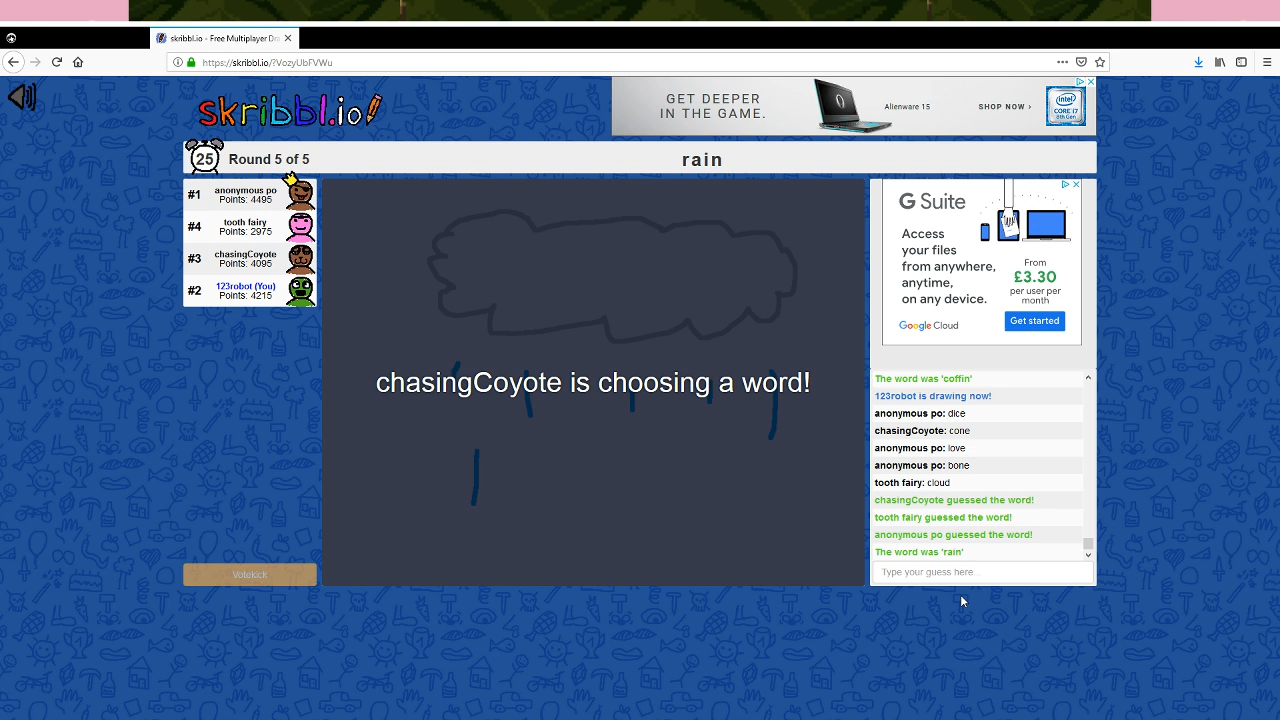 skribbl.io - Free Multiplayer Dra
https://skribbl.io/?VozyUbFVWu
skribbl.io
GET DEEPER
IN THE GAME.
Alienware 15
SHOP NOW ›
intel
CORE i7
8th Gen
25
Round 5 of 5
rain
#1
anonymous po
Points: 4495
#4
tooth fairy
Points: 2975
#3
chasingCoyote
Points: 4095
#2
123robot (You)
Points: 4215
Votekick
chasingCoyote is choosing a word!
G Suite
Access
your files
from anywhere,
anytime,
on any device.
From
£3.30
per user per
month
Google Cloud
Get started
The word was 'coffin'
123robot is drawing now!
anonymous po: dice
chasingCoyote: cone
anonymous po: love
anonymous po: bone
tooth fairy: cloud
chasingCoyote guessed the word!
tooth fairy guessed the word!
anonymous po guessed the word!
The word was 'rain'
Type your guess here...